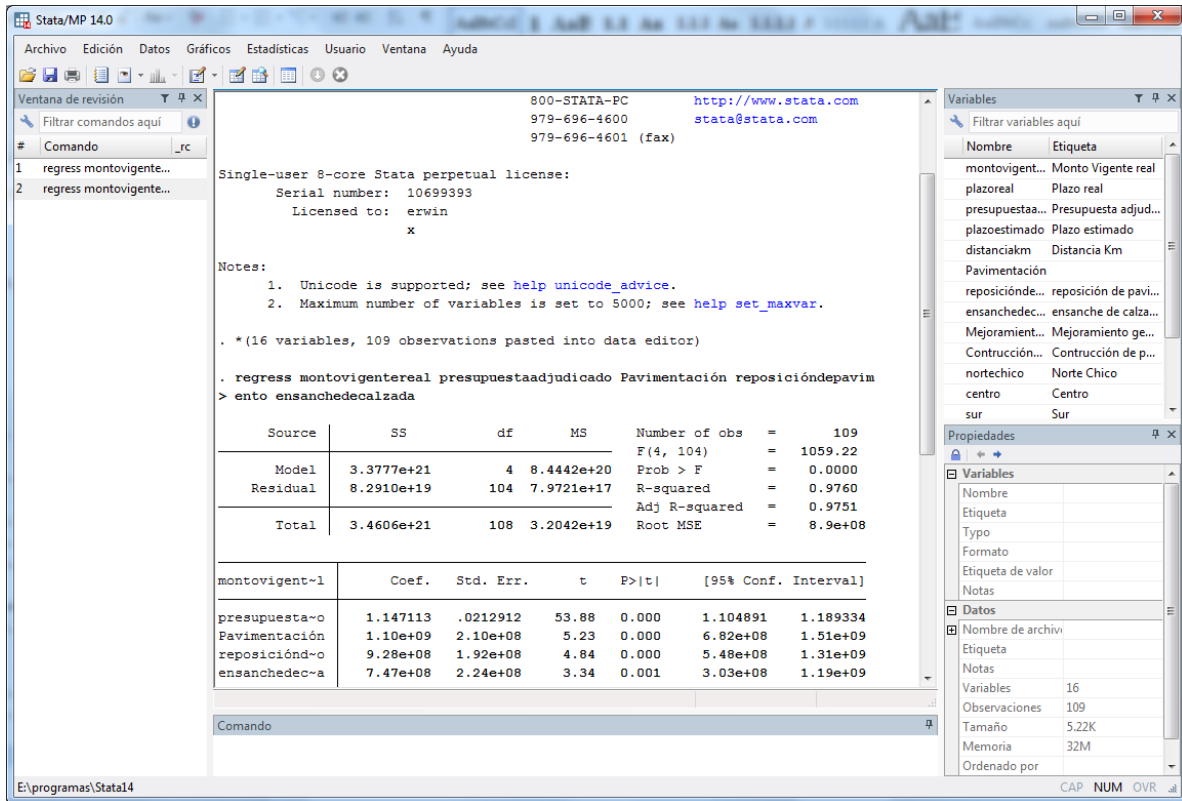 Stata/MP 14.0
Archivo Edición Datos Gráficos Estadísticas Usuario Ventana Ayuda
Ventana de revisión
Filtrar comandos aquí
# Comando _rc
1 regress montovigente...
2 regress montovigente...
800-STATA-PC http://www.stata.com
979-696-4600 stata@stata.com
979-696-4601 (fax)
Single-user 8-core Stata perpetual license:
Serial number: 10699393
Licensed to: erwin
x
Notes:
1. Unicode is supported; see help unicode_advice.
2. Maximum number of variables is set to 5000; see help set_maxvar.
. *(16 variables, 109 observations pasted into data editor)
. regress montovigentereal presupuestaadjudicado Pavimentación reposicióndepavim
> ento ensanchedecalzada
Source SS df MS Number of obs = 109
F(4, 104) = 1059.22
Model 3.3777e+21 4 8.4442e+20 Prob > F = 0.0000
Residual 8.2910e+19 104 7.9721e+17 R-squared = 0.9760
Adj R-squared = 0.9751
Total 3.4606e+21 108 3.2042e+19 Root MSE = 8.9e+08
montovigent~l Coef. Std. Err. t P>|t| [95% Conf. Interval]
presupuesta~o 1.147113 .0212912 53.88 0.000 1.104891 1.189334
Pavimentación 1.10e+09 2.10e+08 5.23 0.000 6.82e+08 1.51e+09
reposiciónd~o 9.28e+08 1.92e+08 4.84 0.000 5.48e+08 1.31e+09
ensanchedec~a 7.47e+08 2.24e+08 3.34 0.001 3.03e+08 1.19e+09
Comando
Variables
Filtrar variables aquí
Nombre Etiqueta
montovigent... Monto Vigente real
plazoreal Plazo real
presupuestaa... Presupuesta adjud...
plazoestimado Plazo estimado
distanciakm Distancia Km
Pavimentación
reposiciónde... reposición de pavi...
ensanchedec... ensanche de calza...
Mejoramient... Mejoramiento ge...
Contrucción... Contrucción de p...
nortechico Norte Chico
centro Centro
sur Sur
Propiedades
Variables
Nombre
Etiqueta
Typo
Formato
Etiqueta de valor
Notas
Datos
Nombre de archiv
Etiqueta
Notas
Variables 16
Observaciones 109
Tamaño 5.22K
Memoria 32M
Ordenado por
E:\programas\Stata14 CAP NUM OVR